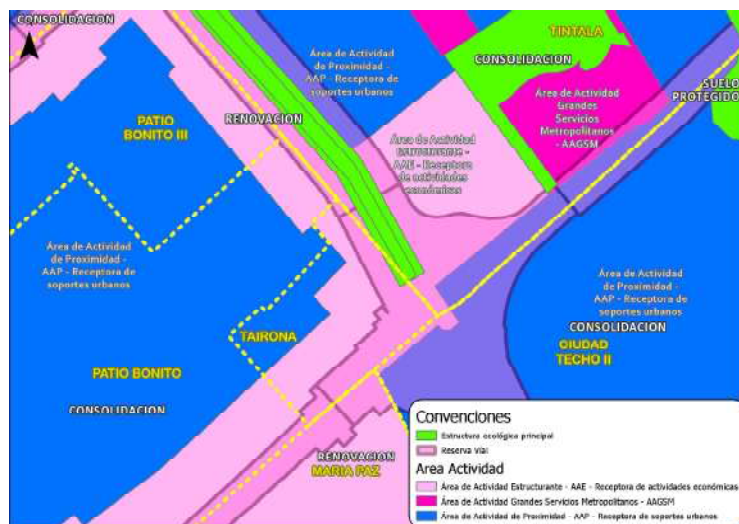 CONSOLIDACION
Área de Actividad
de Proximidad -
AAP - Receptora de
soportes urbanos
TINTALA
CONSOLIDACION
SUELO
PROTEGIDO
PATIO
BONITO III
RENOVACION
Área de Actividad
Grandes
Servicios
Metropolitanos
- AAGSM
Área de Actividad
Estructurante -
AAE - Receptora
de actividades
económicas
Área de Actividad
de Proximidad -
AAP - Receptora de
soportes urbanos
Área de Actividad
de Proximidad -
AAP - Receptora de
soportes urbanos
CONSOLIDACION
CIUDAD
TECHO II
TAIRONA
PATIO BONITO
CONSOLIDACION
RENOVACION
MARIA PAZ
Convenciones
Estructura ecológica principal
Reserva Vial
Area Actividad
Área de Actividad Estructurante - AAE - Receptora de actividades económicas
Área de Actividad Grandes Servicios Metropolitanos - AAGSM
Área de Actividad de Proximidad - AAP - Receptora de soportes urbanos